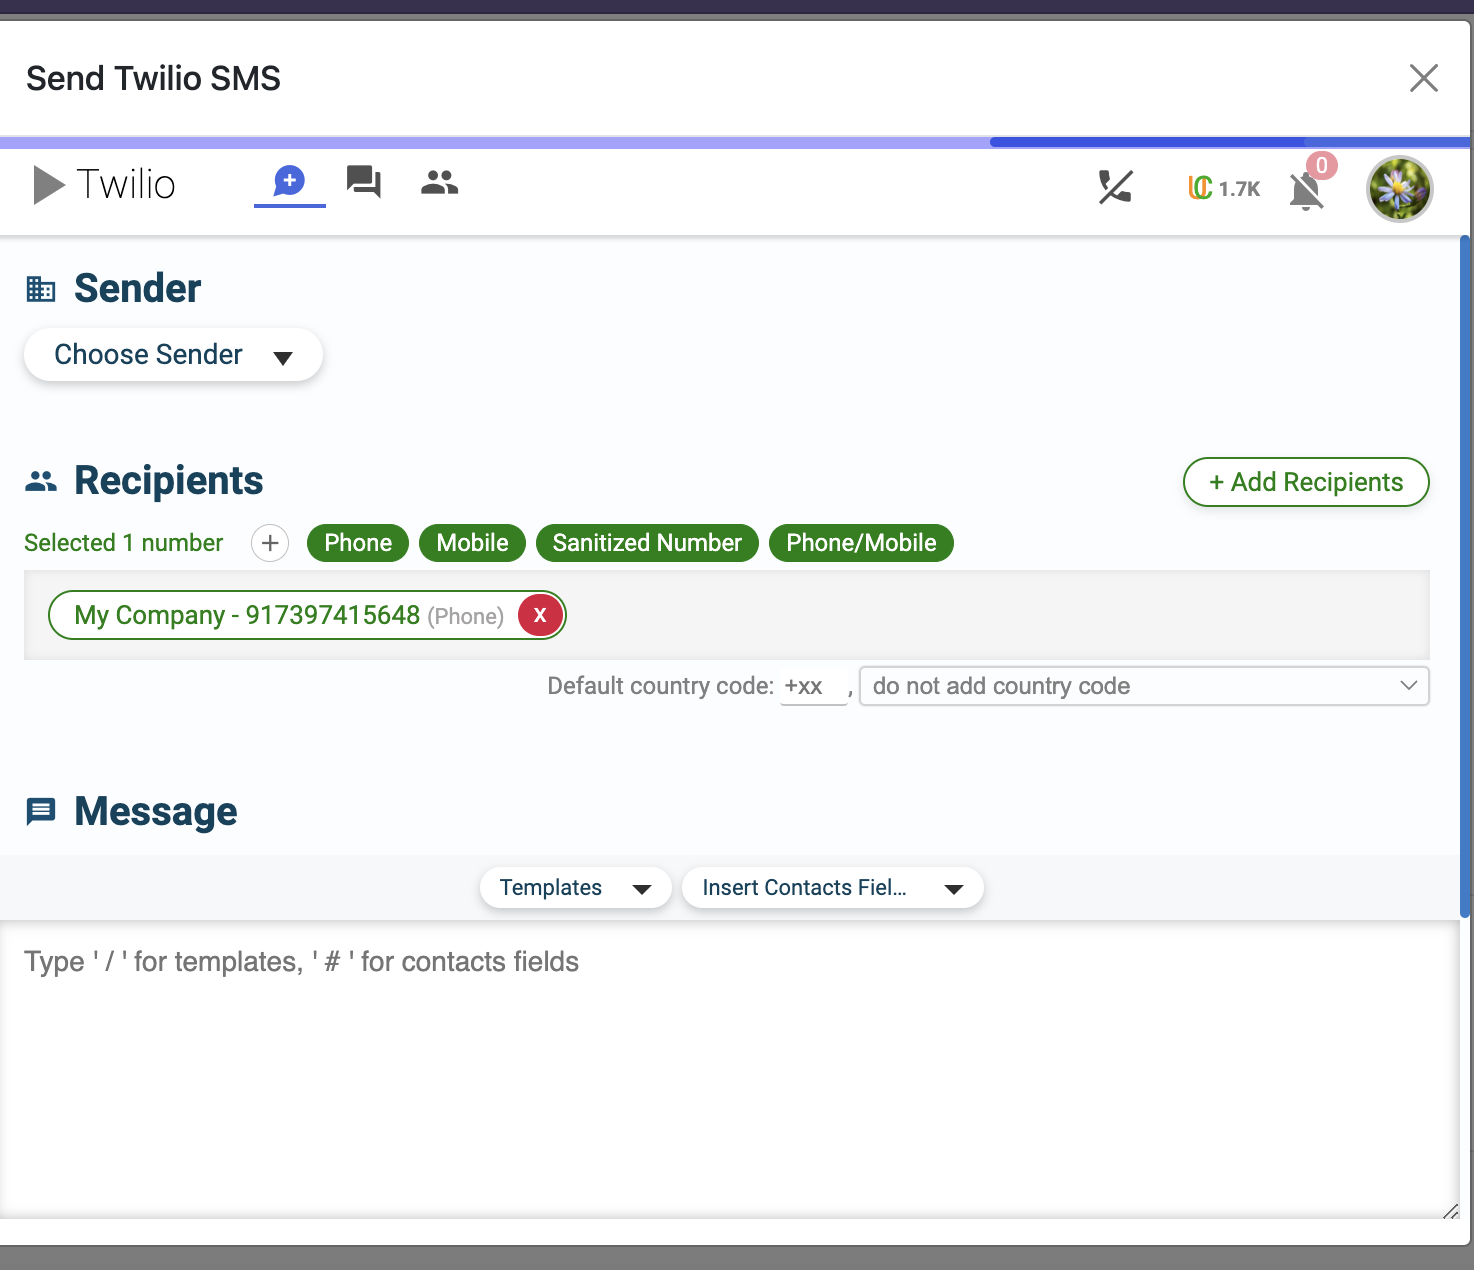 Send Twilio SMS
Twilio
1.7K
0
Sender
Choose Sender
Recipients
+ Add Recipients
Selected 1 number + Phone Mobile Sanitized Number Phone/Mobile
My Company - 917397415648 (Phone) X
Default country code: +xx , do not add country code
Message
Templates Insert Contacts Fiel...
Type ' / ' for templates, ' # ' for contacts fields